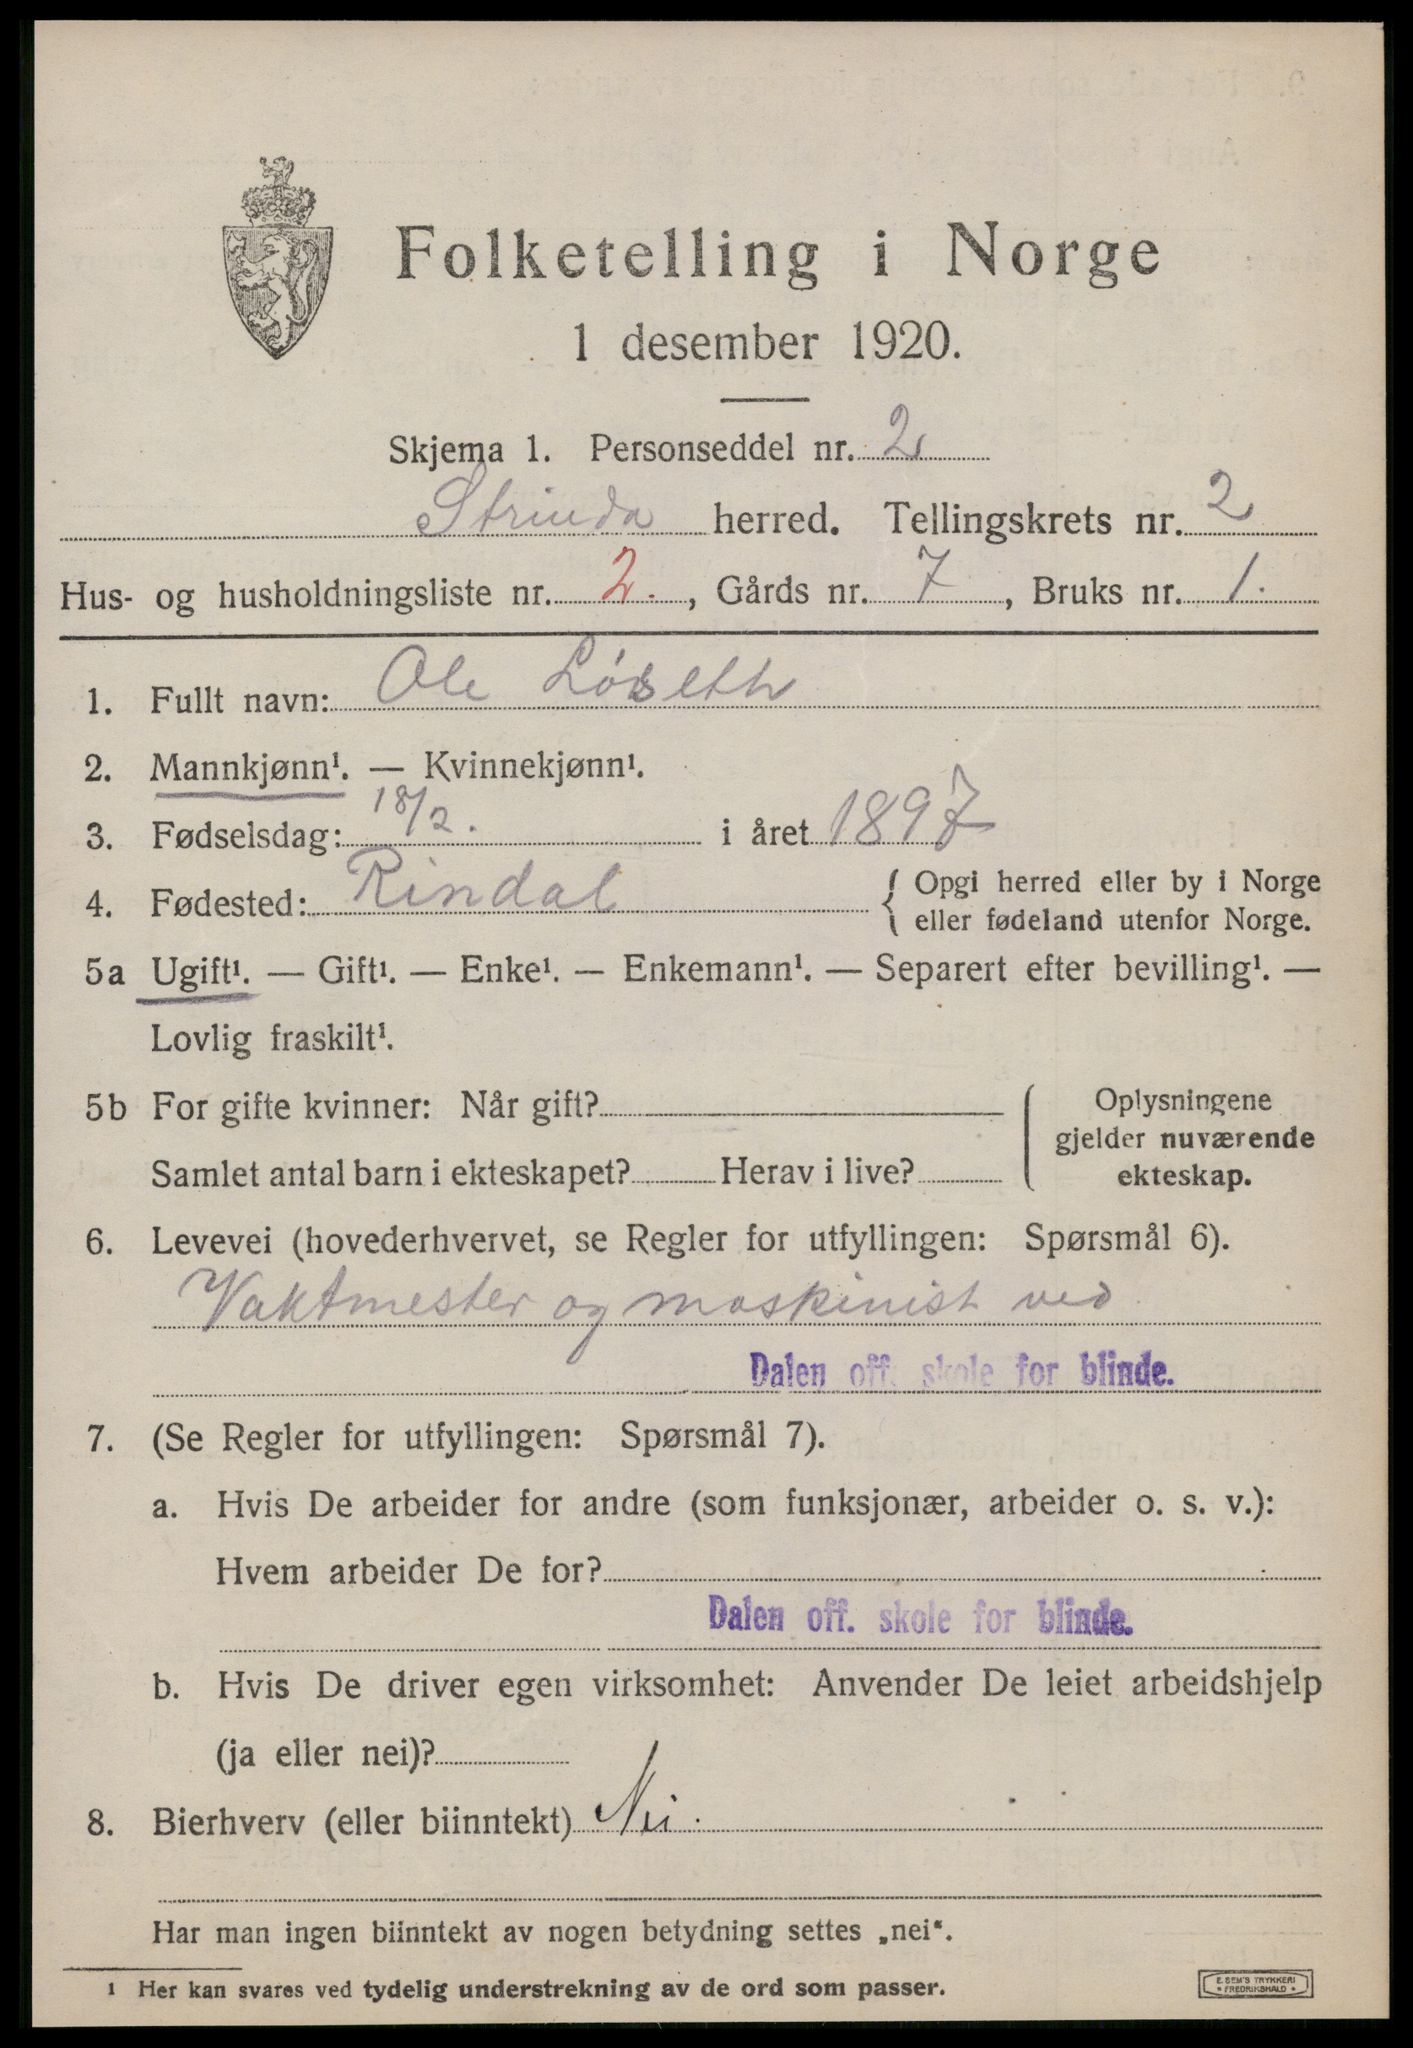 Folketelling i Norge
1 desember 1920.
Skjema 1. Personseddel nr. 2
Strinda herred. Tellingskrets nr. 2
Hus- og husholdningsliste nr. 2., Gårds nr. 7, Bruks nr. 1.
1. Fullt navn: Ole Løseth
2. Mannkjønn¹. — Kvinnekjønn¹.
3. Fødselsdag: 18/2. i året 1897
4. Fødested: Rindal { Opgi herred eller by i Norge
eller fødeland utenfor Norge.
5a Ugift¹. — Gift¹. — Enke¹. — Enkemann¹. — Separert efter bevilling¹. —
Lovlig fraskilt¹.
5b For gifte kvinner: Når gift?
Samlet antal barn i ekteskapet? Herav i live?
Oplysningene
gjelder nuværende
ekteskap.
6. Levevei (hovederhvervet, se Regler for utfyllingen: Spørsmål 6).
Vaktmester og maskinist ved
Dalen off. skole for blinde.
7. (Se Regler for utfyllingen: Spørsmål 7).
a. Hvis De arbeider for andre (som funksjonær, arbeider o. s. v.):
Hvem arbeider De for?
Dalen off. skole for blinde.
b. Hvis De driver egen virksomhet: Anvender De leiet arbeidshjelp
(ja eller nei)?
8. Bierhverv (eller biinntekt) Nei.
Har man ingen biinntekt av nogen betydning settes „nei“.
¹ Her kan svares ved tydelig understrekning av de ord som passer.
E. SEM'S TRYKKERI
* FREDRIKSHALD *